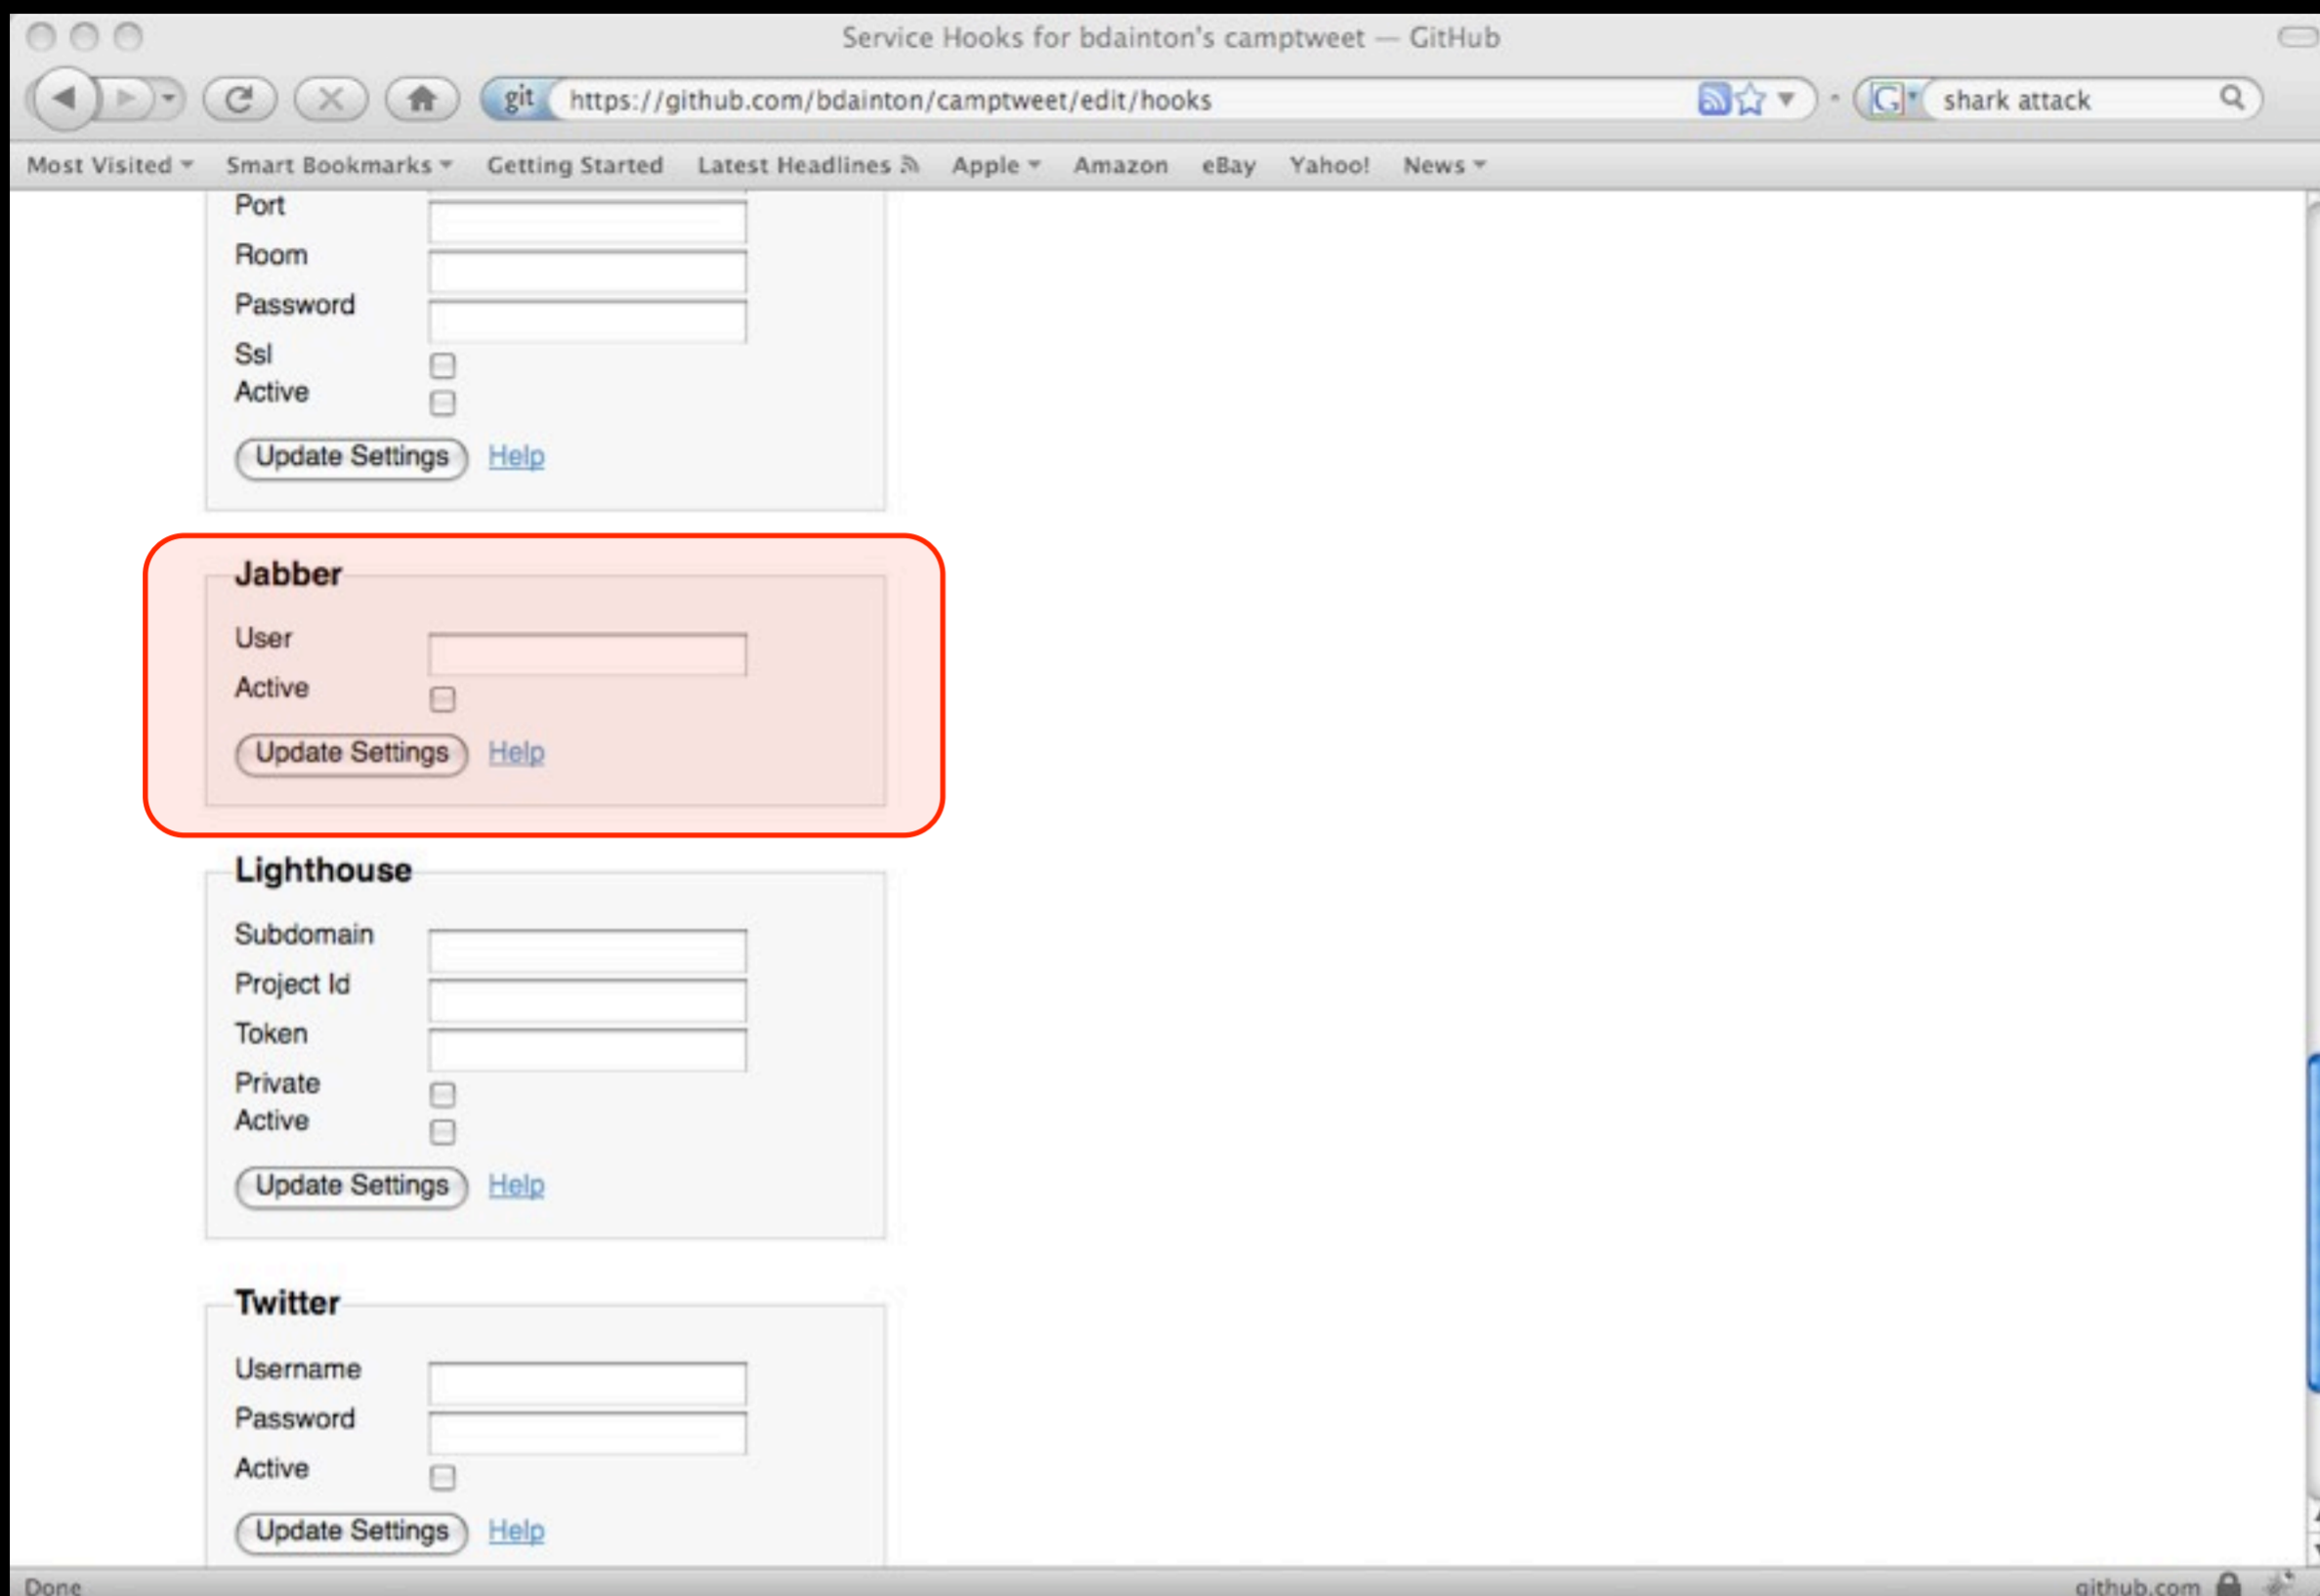 Service Hooks for bdainton's camptweet — GitHub
git https://github.com/bdainton/camptweet/edit/hooks G shark attack
Most Visited Smart Bookmarks Getting Started Latest Headlines Apple Amazon eBay Yahoo! News
Port
Room
Password
Ssl
Active
Update Settings Help
Jabber
User
Active
Update Settings Help
Lighthouse
Subdomain
Project Id
Token
Private
Active
Update Settings Help
Twitter
Username
Password
Active
Update Settings Help
Done github.com